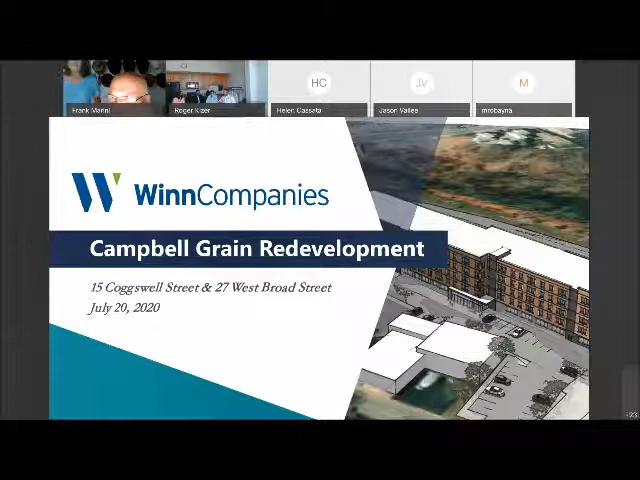 HC
JV
M
Frank Marini
Roger Kizer
Helen Cassata
Jason Vallee
mrobayna
WinnCompanies
Campbell Grain Redevelopment
15 Coggswell Street & 27 West Broad Street
July 20, 2020